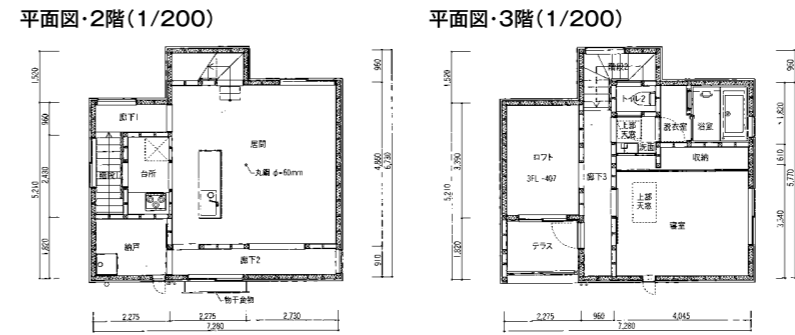 平面図・2階(1/200)
1,520
960
2,430
5,210
1,820
廊下1
階段1
台所
納戸
居間
丸鋼 φ=60mm
廊下2
物干金物
960
4,860
6,730
910
2,275
2,275
2,730
7,280
平面図・3階(1/200)
1,520
3,390
5,210
1,820
階段2
トイレ2
上部
天窓
洗面
脱衣室
浴室
収納
ロフト
3FL -407
廊下3
上部
天窓
寝室
テラス
960
1,820
610
5,770
3,340
2,275
960
4,045
7,280